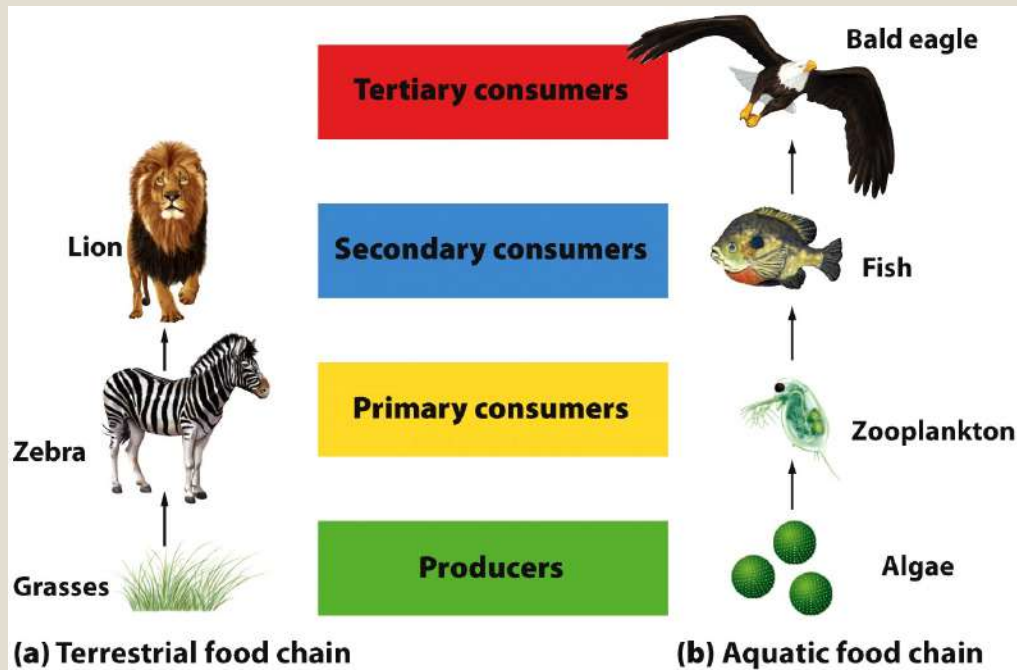 Bald eagle
Tertiary consumers
Lion
Secondary consumers
Fish
Primary consumers
Zebra
Zooplankton
Producers
Grasses
Algae
(a) Terrestrial food chain
(b) Aquatic food chain